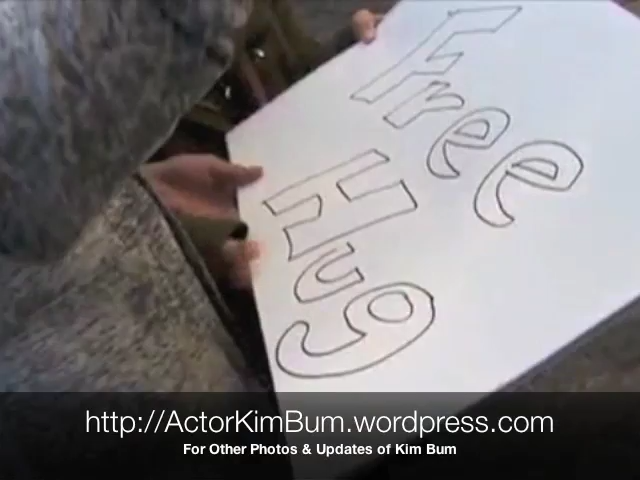 Free
Hug
http://ActorKimBum.wordpress.com
For Other Photos & Updates of Kim Bum